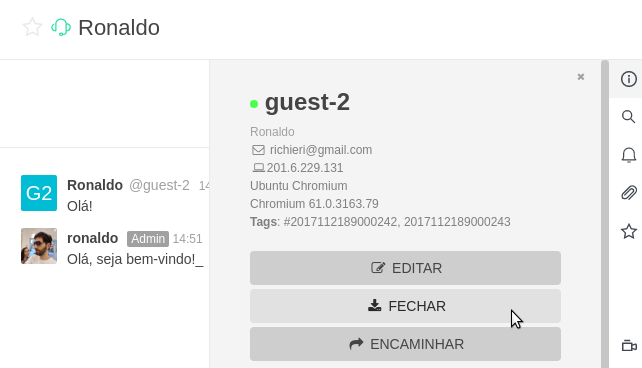 Ronaldo
guest-2
Ronaldo
richieri@gmail.com
201.6.229.131
Ubuntu Chromium
Chromium 61.0.3163.79
Tags: #2017112189000242, 2017112189000243
EDITAR
FECHAR
ENCAMINHAR
G2
Ronaldo @guest-2 14
Olá!
ronaldo Admin 14:51
Olá, seja bem-vindo!_